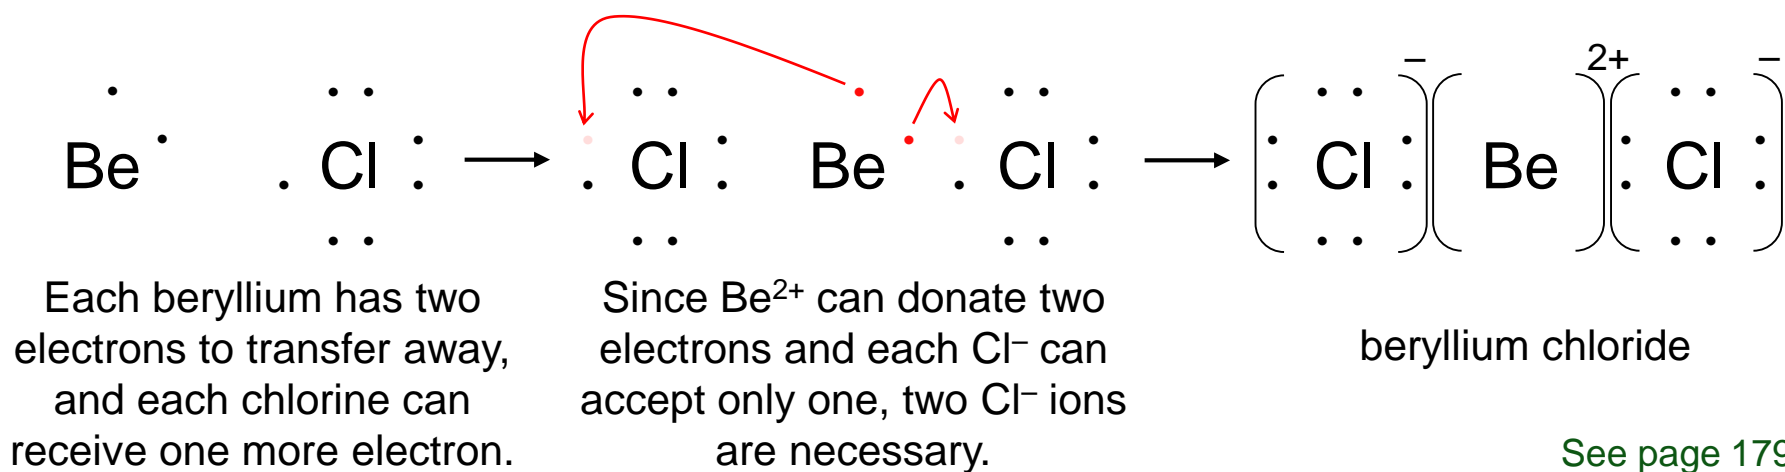 Be Cl Cl Be Cl Cl – Be 2+ Cl –
Each beryllium has two
electrons to transfer away,
and each chlorine can
receive one more electron.
Since Be2+ can donate two
electrons and each Cl– can
accept only one, two Cl– ions
are necessary.
beryllium chloride
See page 179